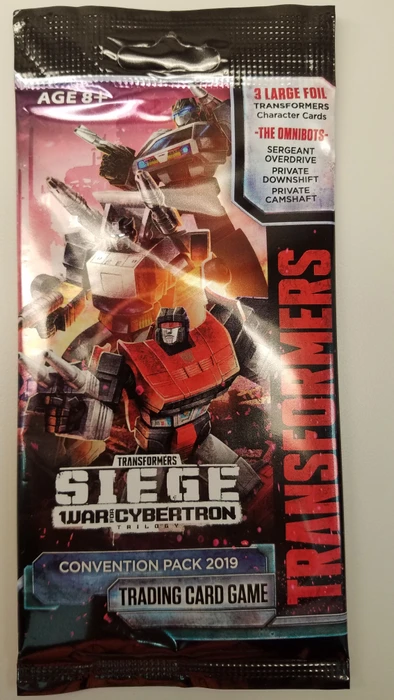 AGE 8+
3 LARGE FOIL
TRANSFORMERS
Character Cards
-THE OMNIBOTS-
SERGEANT
OVERDRIVE
PRIVATE
DOWNSHIFT
PRIVATE
CAMSHAFT
TRANSFORMERS
TRANSFORMERS
SIEGE
WAR FOR CYBERTRON
TRILOGY
CONVENTION PACK 2019
TRADING CARD GAME